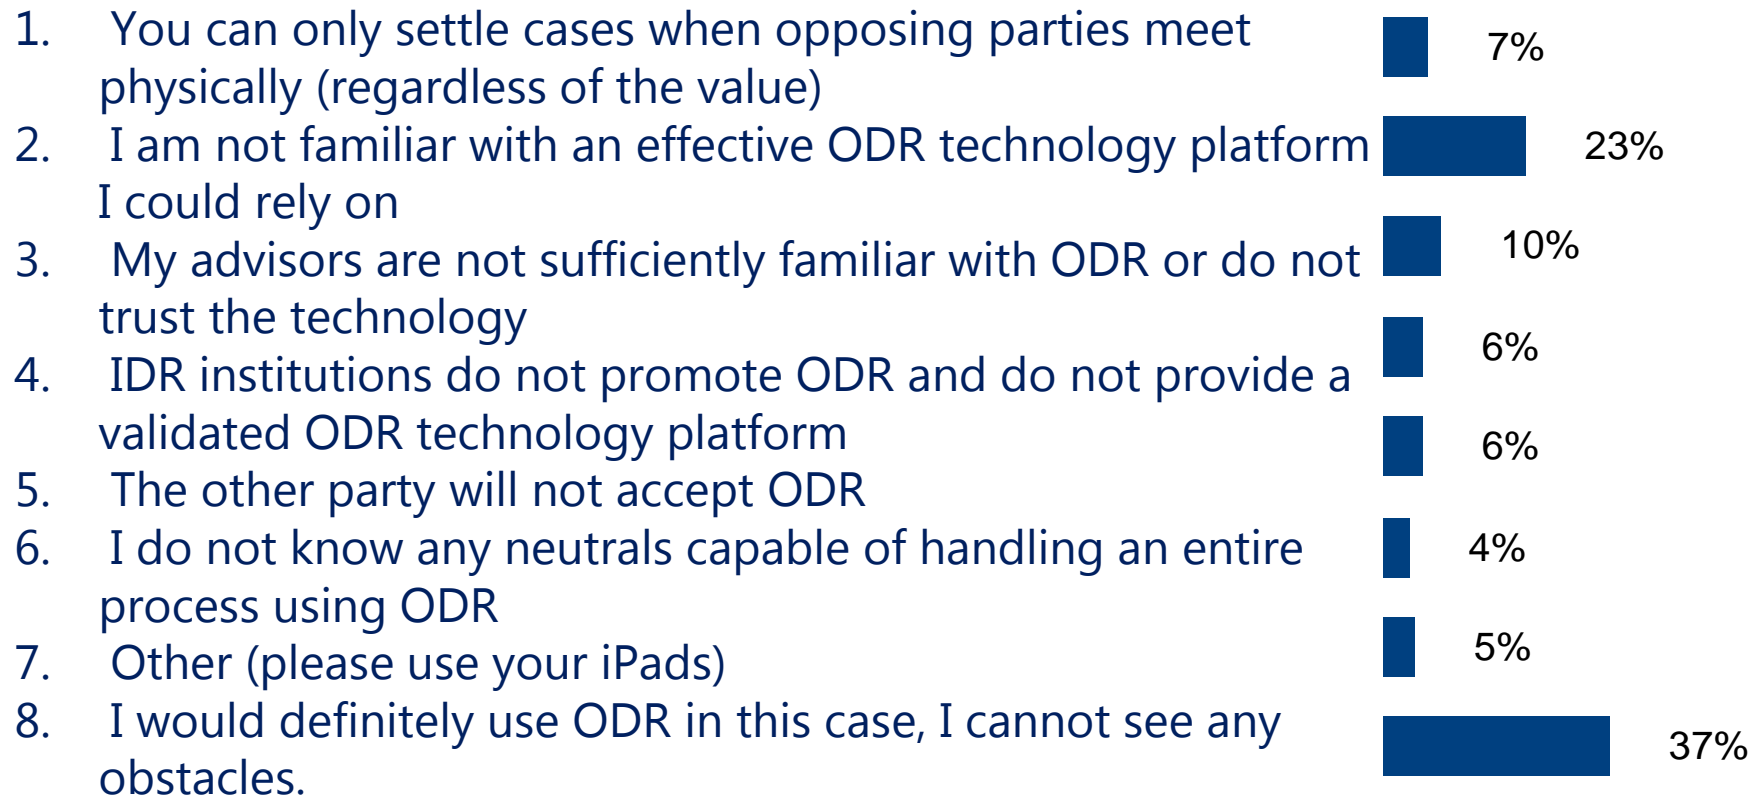 1. You can only settle cases when opposing parties meet
physically (regardless of the value)
2. I am not familiar with an effective ODR technology platform
I could rely on
3. My advisors are not sufficiently familiar with ODR or do not
trust the technology
4. IDR institutions do not promote ODR and do not provide a
validated ODR technology platform
5. The other party will not accept ODR
6. I do not know any neutrals capable of handling an entire
process using ODR
7. Other (please use your iPads)
8. I would definitely use ODR in this case, I cannot see any
obstacles.
7%
23%
10%
6%
6%
4%
5%
37%